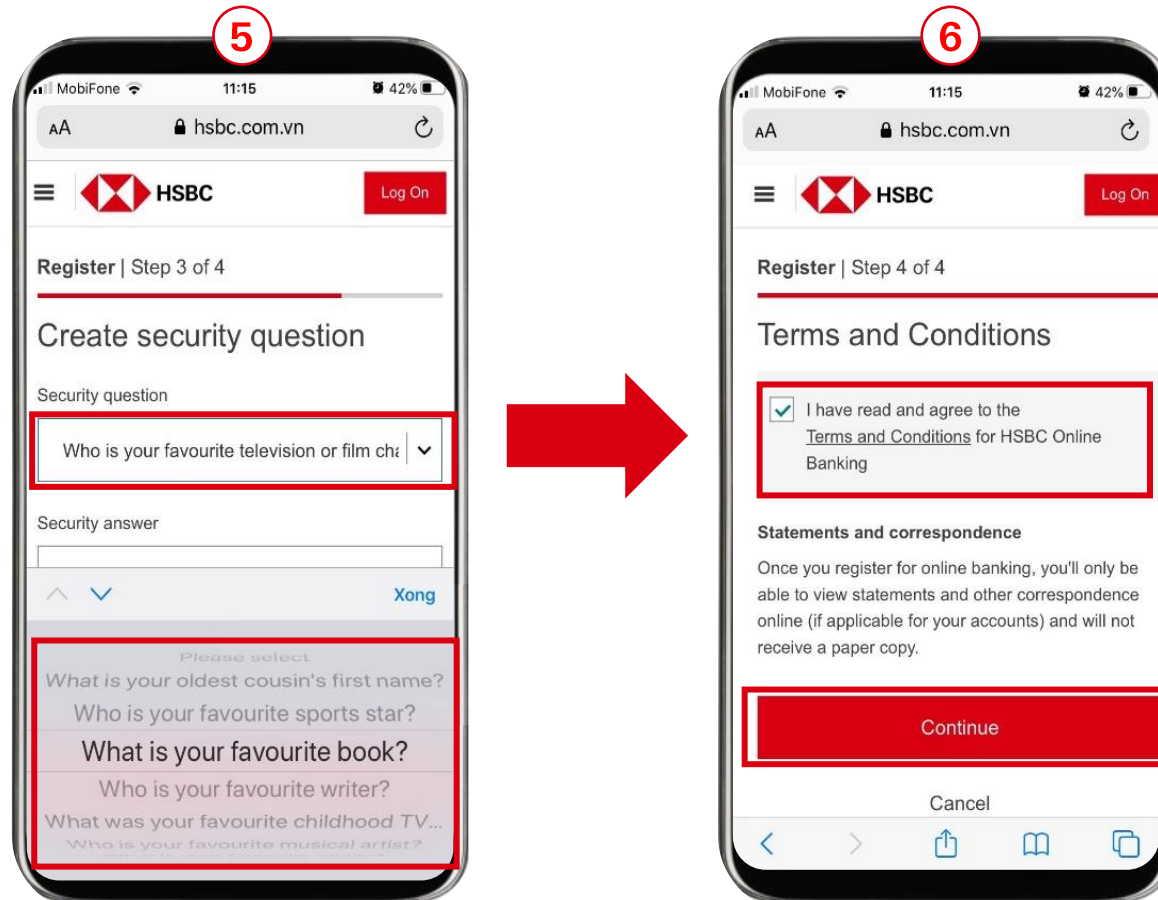 5
MobiFone 11:15 42%
AA hsbc.com.vn
HSBC Log On
Register | Step 3 of 4
Create security question
Security question
Who is your favourite television or film cha
Security answer
Xong
Please select
What is your oldest cousin's first name?
Who is your favourite sports star?
What is your favourite book?
Who is your favourite writer?
What was your favourite childhood TV...
Who is your favourite musical artist?
6
MobiFone 11:15 42%
AA hsbc.com.vn
HSBC Log On
Register | Step 4 of 4
Terms and Conditions
I have read and agree to the
Terms and Conditions for HSBC Online
Banking
Statements and correspondence
Once you register for online banking, you'll only be
able to view statements and other correspondence
online (if applicable for your accounts) and will not
receive a paper copy.
Continue
Cancel